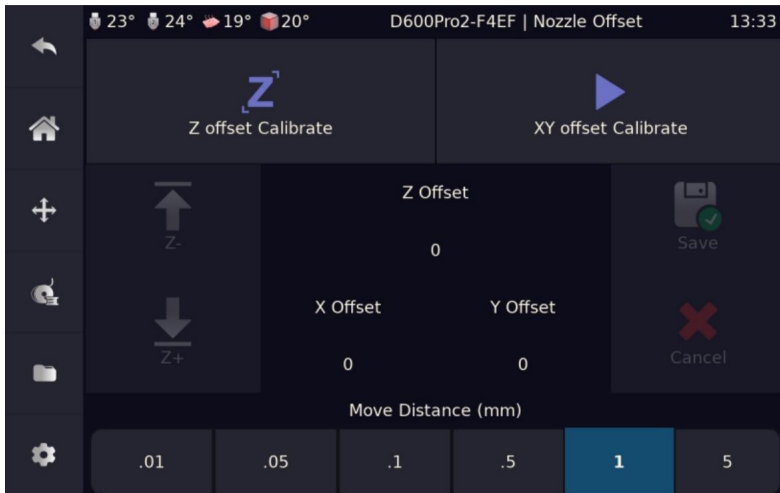 23° 24° 19° 20° D600Pro2-F4EF | Nozzle Offset 13:33
Z
Z offset Calibrate XY offset Calibrate
Z Offset
Z- 0 Save
X Offset Y Offset
Z+ 0 0 Cancel
Move Distance (mm)
.01 .05 .1 .5 1 5